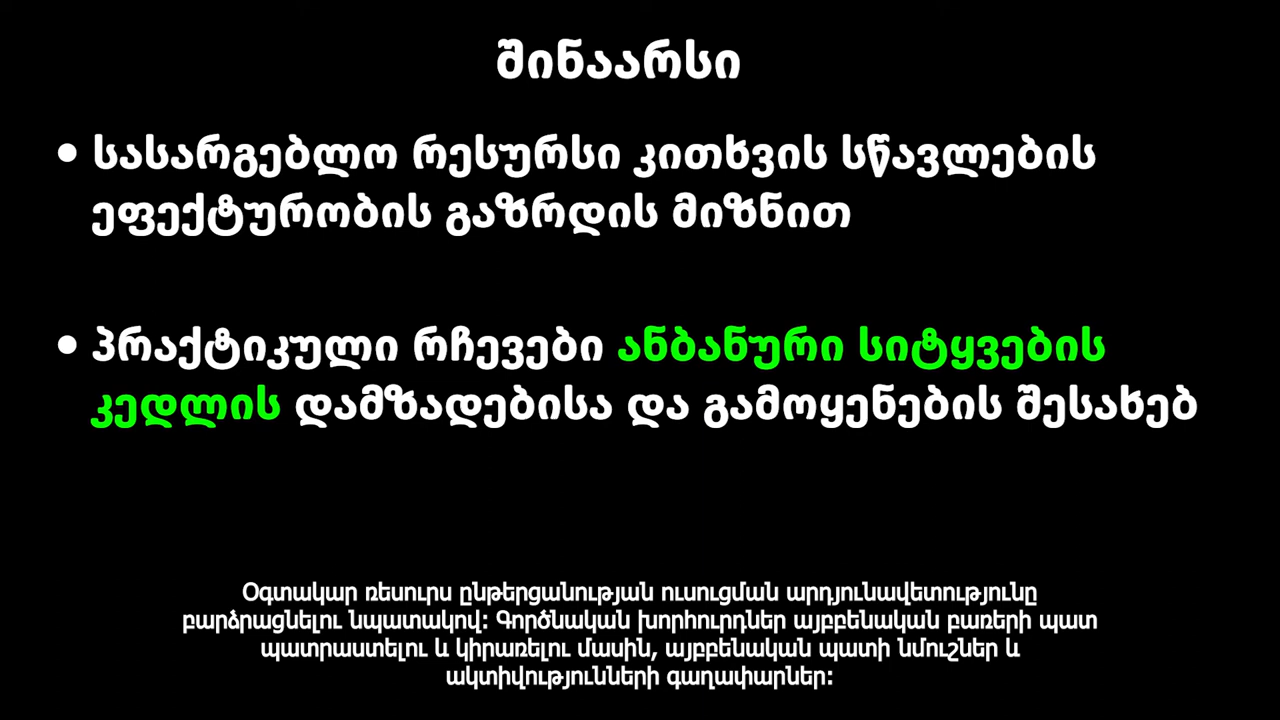 შინაარსი
• სასარგებლო რესურსი კითხვის სწავლების
ეფექტურობის გაზრდის მიზნით
• პრაქტიკული რჩევები ანბანური სიტყვების
კედლის დამზადებისა და გამოყენების შესახებ
Օգտակար ռեսուրս ընթերցանության ուսուցման արդյունավետությունը
բարձրացնելու նպատակով: Գործնական խորհուրդներ այբբենական բառերի պատ
պատրաստելու և կիրառելու մասին, այբբենական պատի նմուշներ և
ակտիվությունների գաղափարներ: